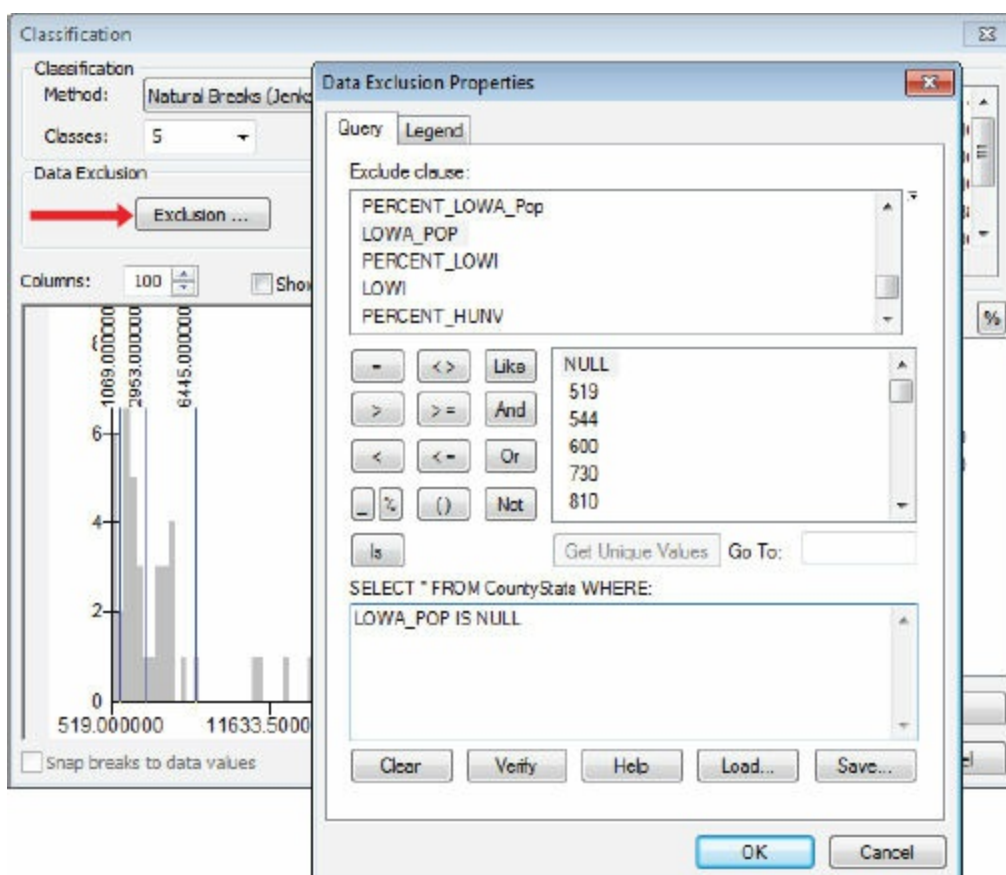 Classification
Classification
Method: Natural Breaks (Jenks
Classes: 5
Data Exclusion
Exclusion ...
Columns: 100 Shor
1069.000000
2953.000000
6445.000000
6
4
2
0
519.000000 11633.5000
Snap breaks to data values
%
Data Exclusion Properties
Query Legend
Exclude clause:
PERCENT_LOWA_Pop
LOWA_POP
PERCENT_LOWI
LOWI
PERCENT_HUNV
= <> Like
> >= And
< <= Or
_ % () Not
Is
NULL
519
544
600
730
810
Get Unique Values Go To:
SELECT * FROM CountyState WHERE:
LOWA_POP IS NULL
Clear Verify Help Load... Save...
OK Cancel